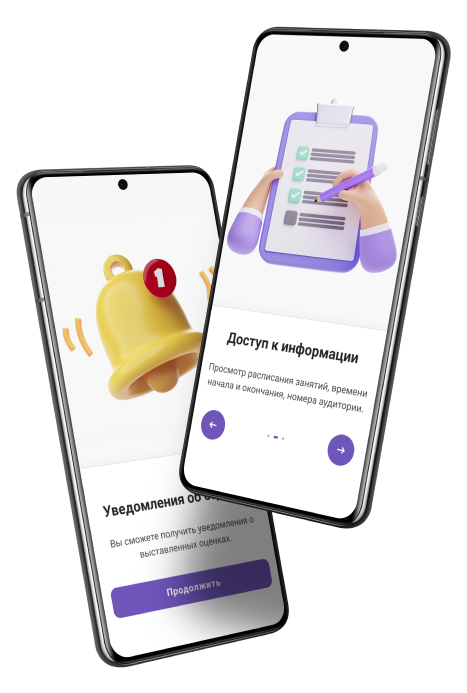 Доступ к информации
Просмотр расписания занятий, времени
начала и окончания, номера аудитории.
1
Уведомления об
Вы сможете получить уведомления о
выставленных оценках.
Продолжить